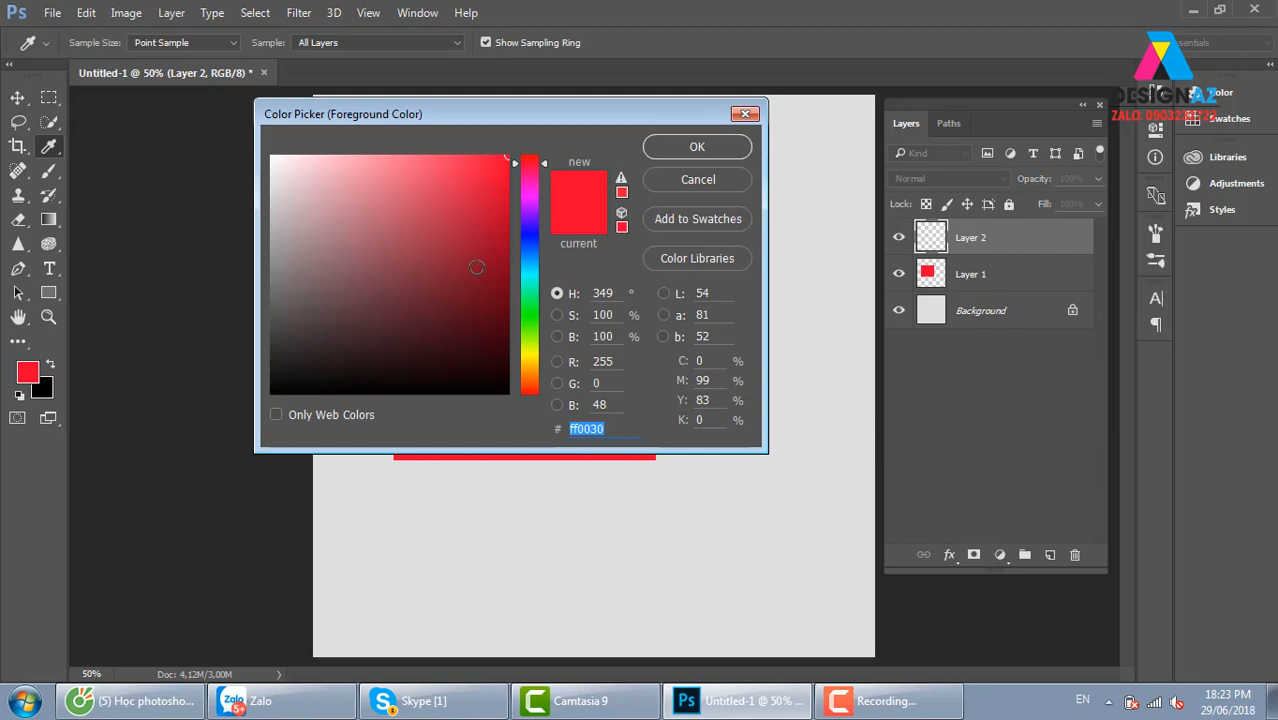 Ps File Edit Image Layer Type Select Filter 3D View Window Help
Sample Size: Point Sample Sample: All Layers Show Sampling Ring
Untitled-1 @ 50% (Layer 2, RGB/8) * ×
DESIGNAZ
Color Picker (Foreground Color)
OK
new
Cancel
Add to Swatches
current
Color Libraries
H: 349 ° L: 54
S: 100 % a: 81
B: 100 % b: 52
R: 255 C: 0 %
G: 0 M: 99 %
B: 48 Y: 83 %
# ff0030 K: 0 %
Only Web Colors
Layers Paths
Kind
Normal Opacity: 100%
Lock: Fill: 100%
Layer 2
Layer 1
Background
fx
Color
Swatches
Libraries
Adjustments
Styles
50% Doc: 4,12M/3,00M
(5) Học photosho... Zalo Skype [1] Camtasia 9 Untitled-1 @ 50% ... Recording... EN 18:23 PM
29/06/2018